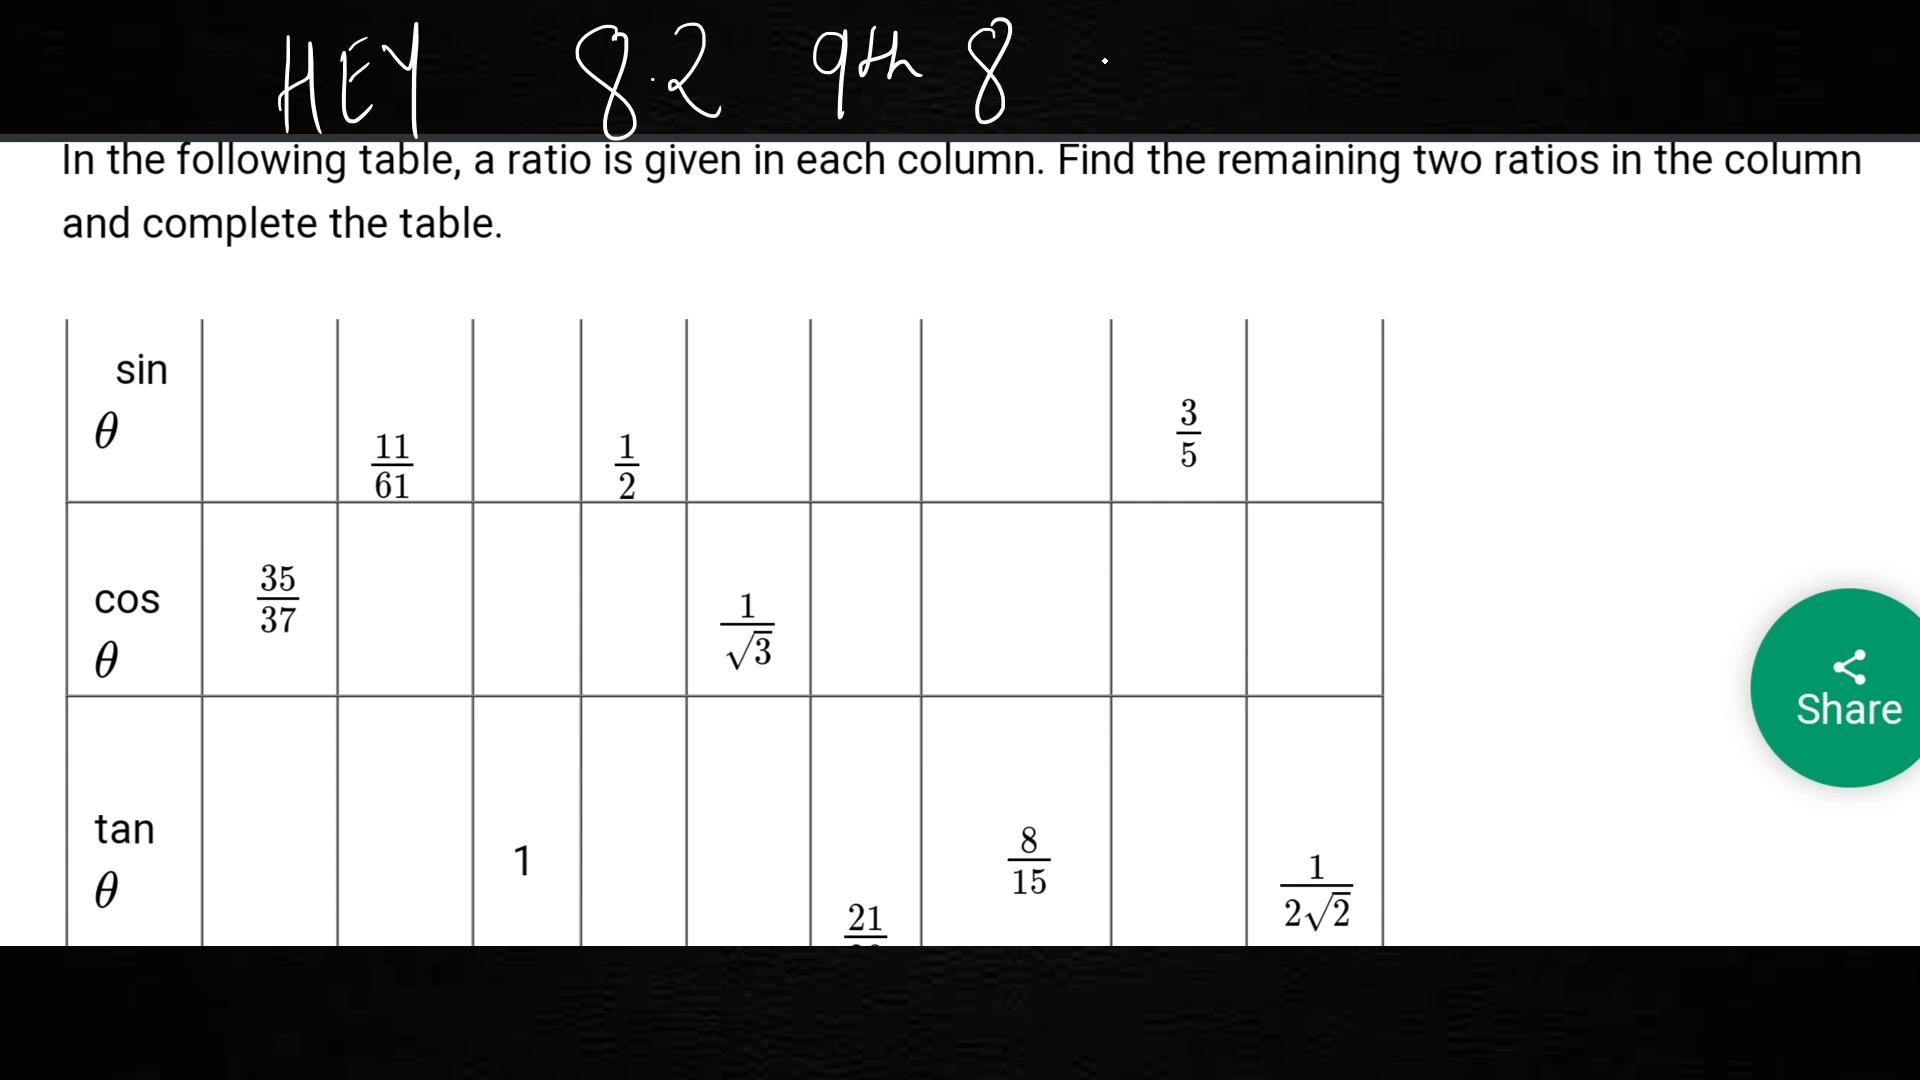 HEY 8.2 9th 8 .
In the following table, a ratio is given in each column. Find the remaining two ratios in the column
and complete the table.
sin
θ
11/61
1/2
3/5
cos
θ
35/37
1/√3
tan
θ
1
21
8/15
1/2√2
Share